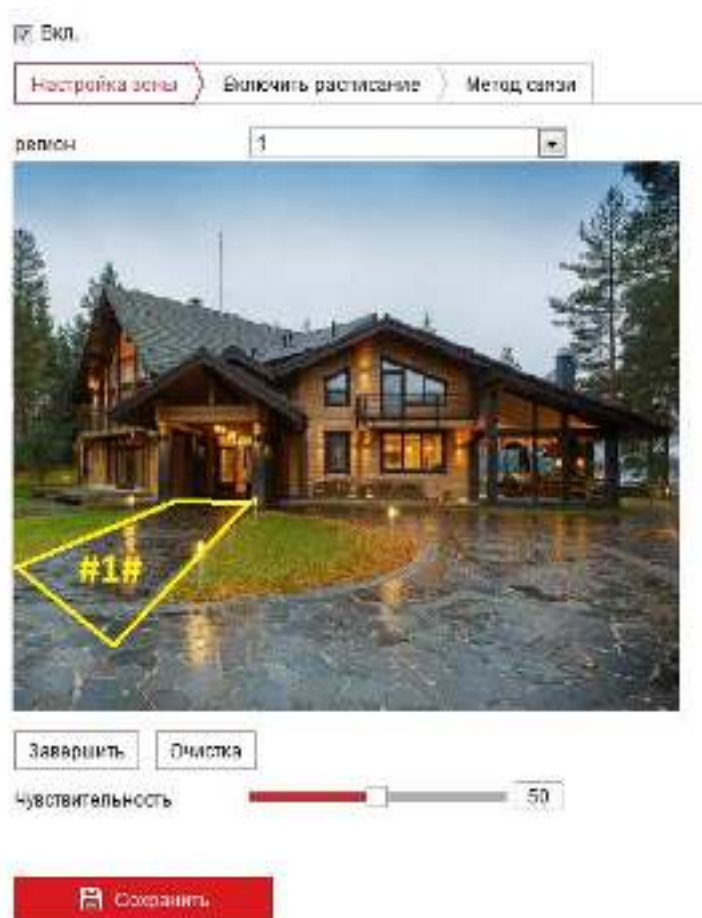 Вкл.
Настройка зоны Включить расписание Метод связи
регион 1
#1#
Завершить Очистка
Чувствительность 50
Сохранить